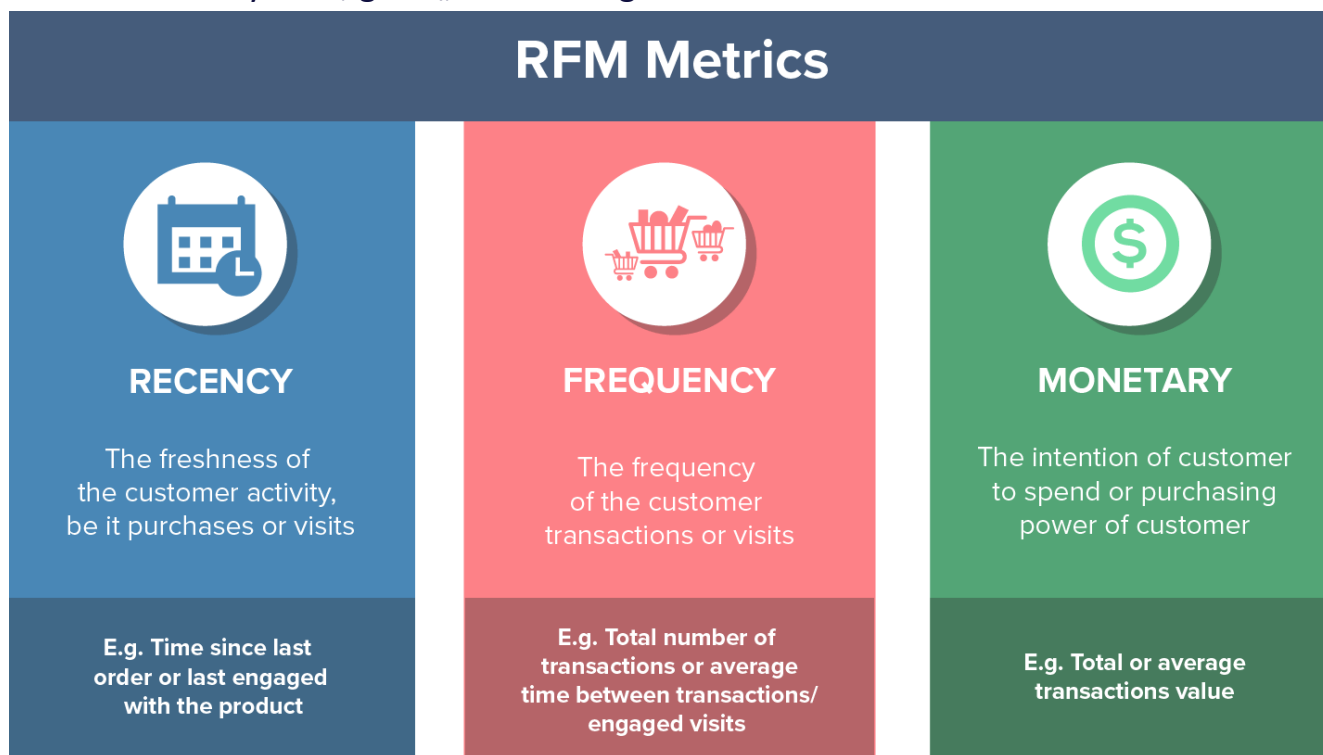 RFM Metrics
RECENCY
The freshness of
the customer activity,
be it purchases or visits
E.g. Time since last
order or last engaged
with the product
FREQUENCY
The frequency
of the customer
transactions or visits
E.g. Total number of
transactions or average
time between transactions/
engaged visits
MONETARY
The intention of customer
to spend or purchasing
power of customer
E.g. Total or average
transactions value